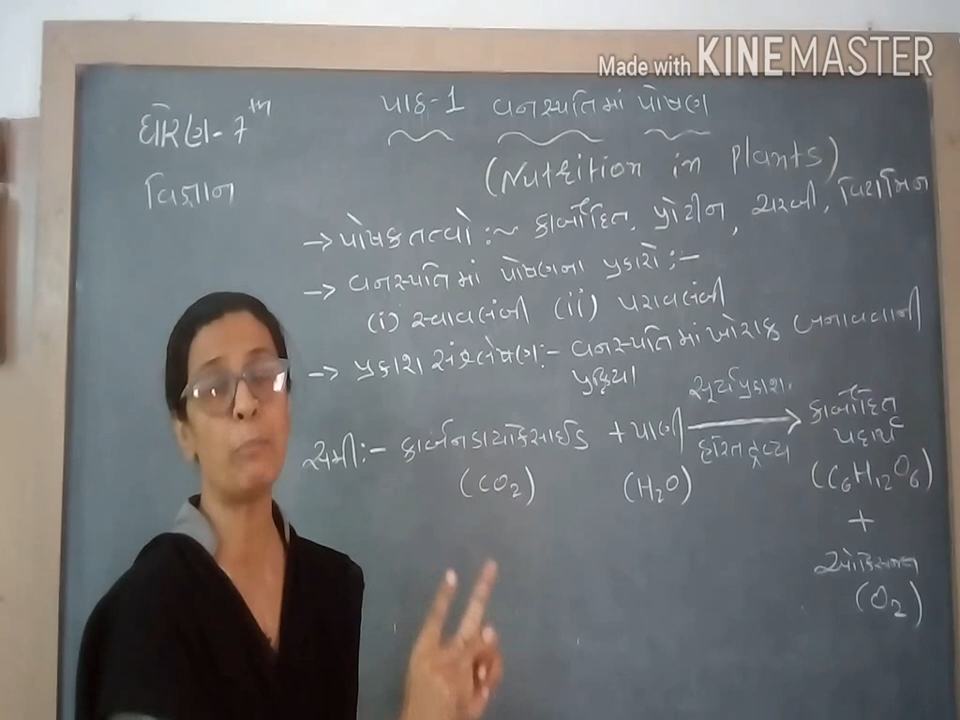 Made with KINEMASTER
ધોરણ-7th
પાઠ-1 વનસ્પતિમાં પોષણ
(Nutrition in plants)
વિજ્ઞાન
→ પોષકતત્વો :~ કાર્બોદિત, પ્રોટીન, ચરબી, વિટામિન
→ વનસ્પતિમાં પોષણના પ્રકારો :-
(i) સ્વાવલંબી (ii) પરાવલંબી
→ પ્રકાશ સંશ્લેષણ :- વનસ્પતિમાં ખોરાક બનાવવાની
પ્રક્રિયા
સમી :- કાર્બનડાયોકસાઈડ + પાણી સૂર્યપ્રકાશ → હરિતદ્રવ્ય કાર્બોદિત
પદાર્થ
(CO2) (H2O) (C6H12O6)
+
ઓકિસજન
(O2)